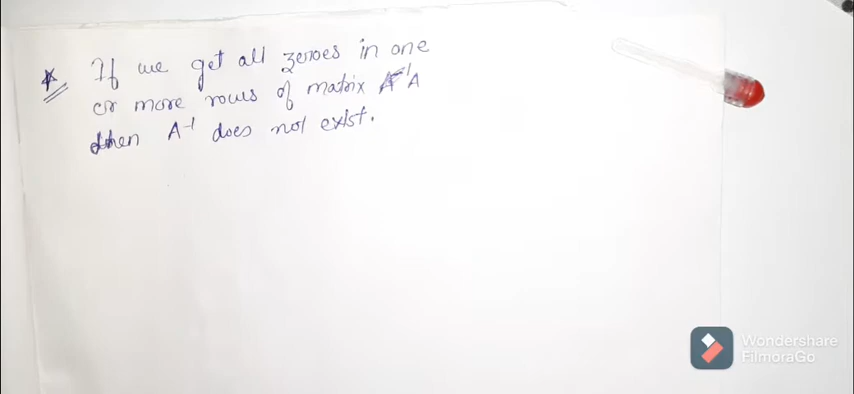 * If we get all zeroes in one
or more rows of matrix A
then A-1 does not exist.
Wondershare
FilmoraGo